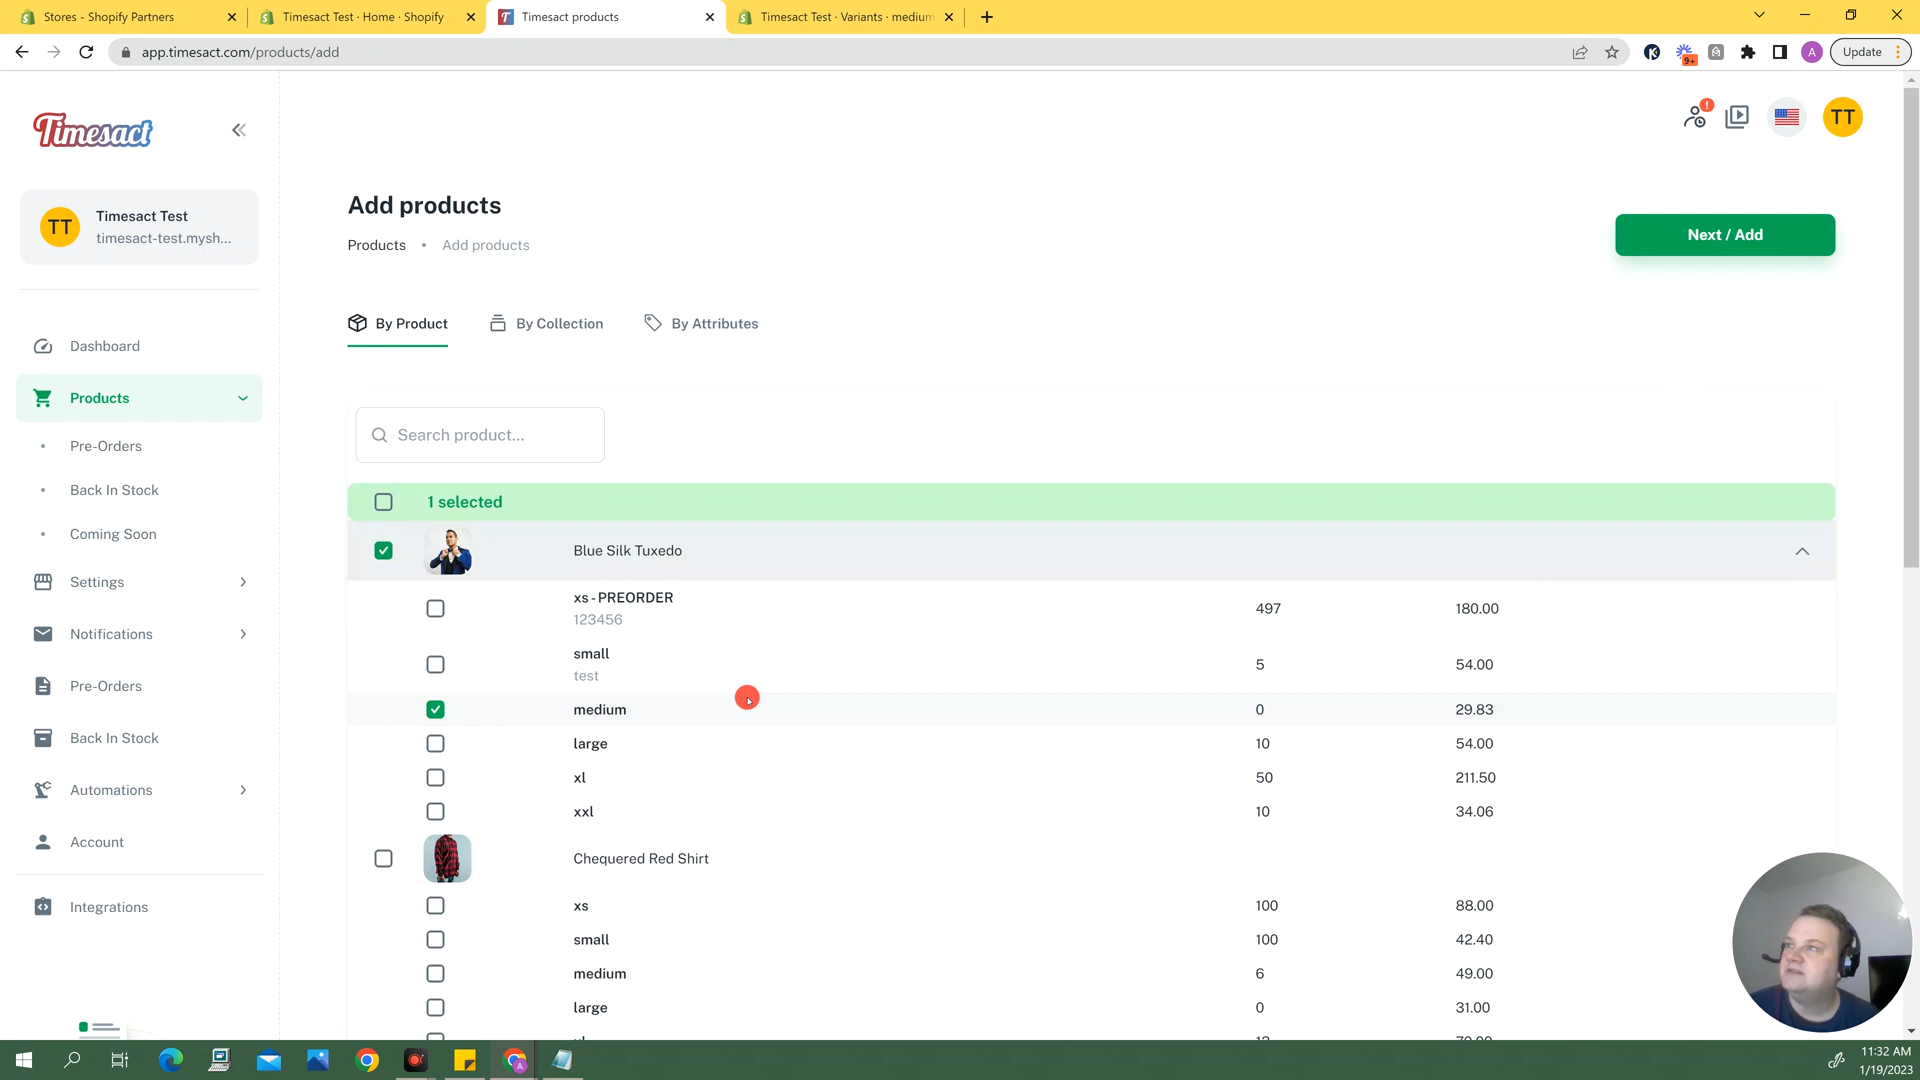 Stores - Shopify Partners
Timesact Test · Home · Shopify
Timesact products
Timesact Test · Variants · medium
app.timesact.com/products/add
9+
A
Update
Timesact
!
TT
TT
Timesact Test
timesact-test.mysh...
Add products
Products • Add products
Next / Add
By Product
By Collection
By Attributes
Dashboard
Products
Pre-Orders
Back In Stock
Coming Soon
Settings
Notifications
Pre-Orders
Back In Stock
Automations
Account
Integrations
Search product...
1 selected
Blue Silk Tuxedo
xs - PREORDER 497 180.00
123456
small 5 54.00
test
medium 0 29.83
large 10 54.00
xl 50 211.50
xxl 10 34.06
Chequered Red Shirt
xs 100 88.00
small 100 42.40
medium 6 49.00
large 0 31.00
11:32 AM
1/19/2023